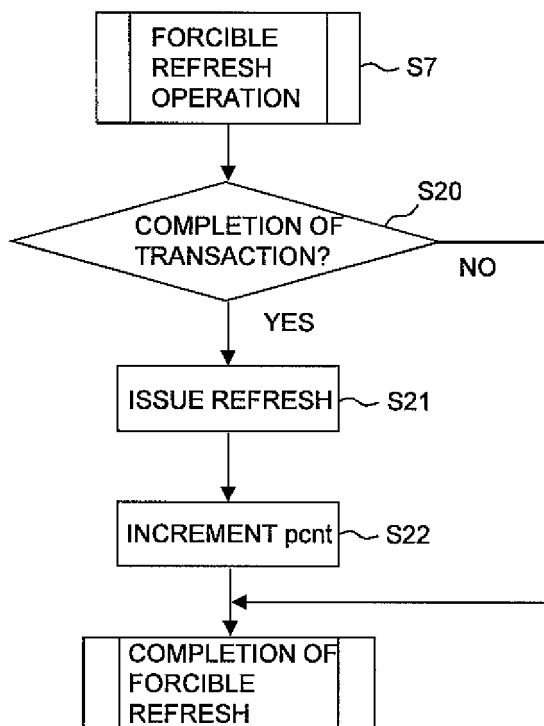 FORCIBLE
REFRESH
OPERATION
S7
S20
COMPLETION OF
TRANSACTION?
NO
YES
ISSUE REFRESH
S21
INCREMENT pcnt
S22
COMPLETION OF
FORCIBLE
REFRESH